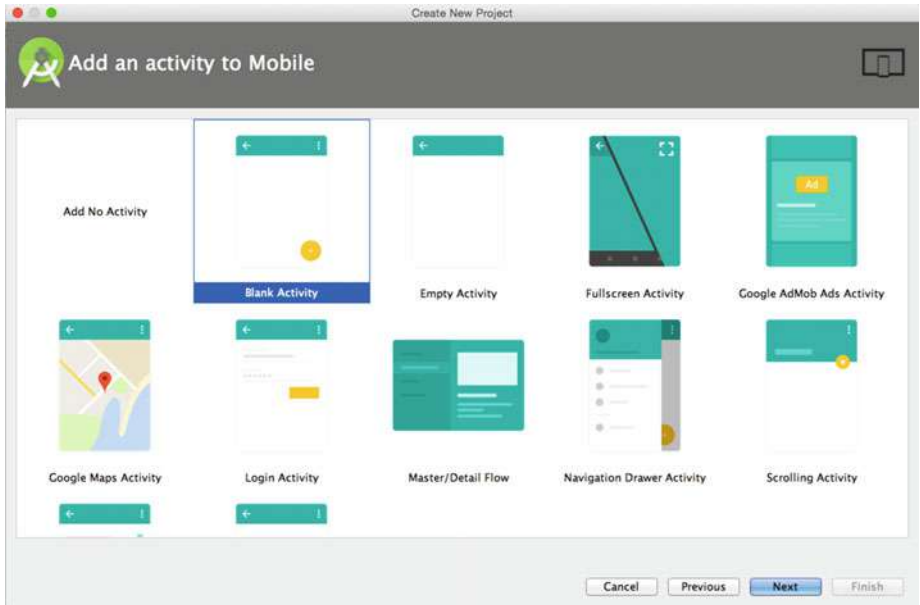 Create New Project
Add an activity to Mobile
Add No Activity
Blank Activity
Empty Activity
Fullscreen Activity
Ad
Google AdMob Ads Activity
Google Maps Activity
Login Activity
Master/Detail Flow
Navigation Drawer Activity
Scrolling Activity
Cancel
Previous
Next
Finish